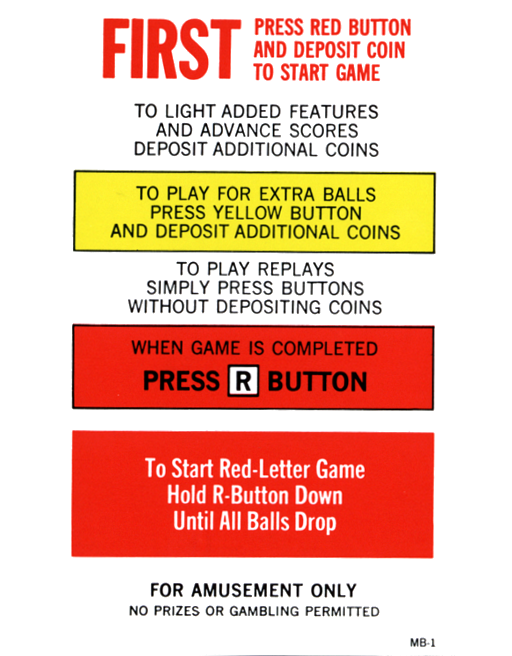 FIRST PRESS RED BUTTON
AND DEPOSIT COIN
TO START GAME
TO LIGHT ADDED FEATURES
AND ADVANCE SCORES
DEPOSIT ADDITIONAL COINS
TO PLAY FOR EXTRA BALLS
PRESS YELLOW BUTTON
AND DEPOSIT ADDITIONAL COINS
TO PLAY REPLAYS
SIMPLY PRESS BUTTONS
WITHOUT DEPOSITING COINS
WHEN GAME IS COMPLETED
PRESS R BUTTON
To Start Red-Letter Game
Hold R-Button Down
Until All Balls Drop
FOR AMUSEMENT ONLY
NO PRIZES OR GAMBLING PERMITTED
MB-1